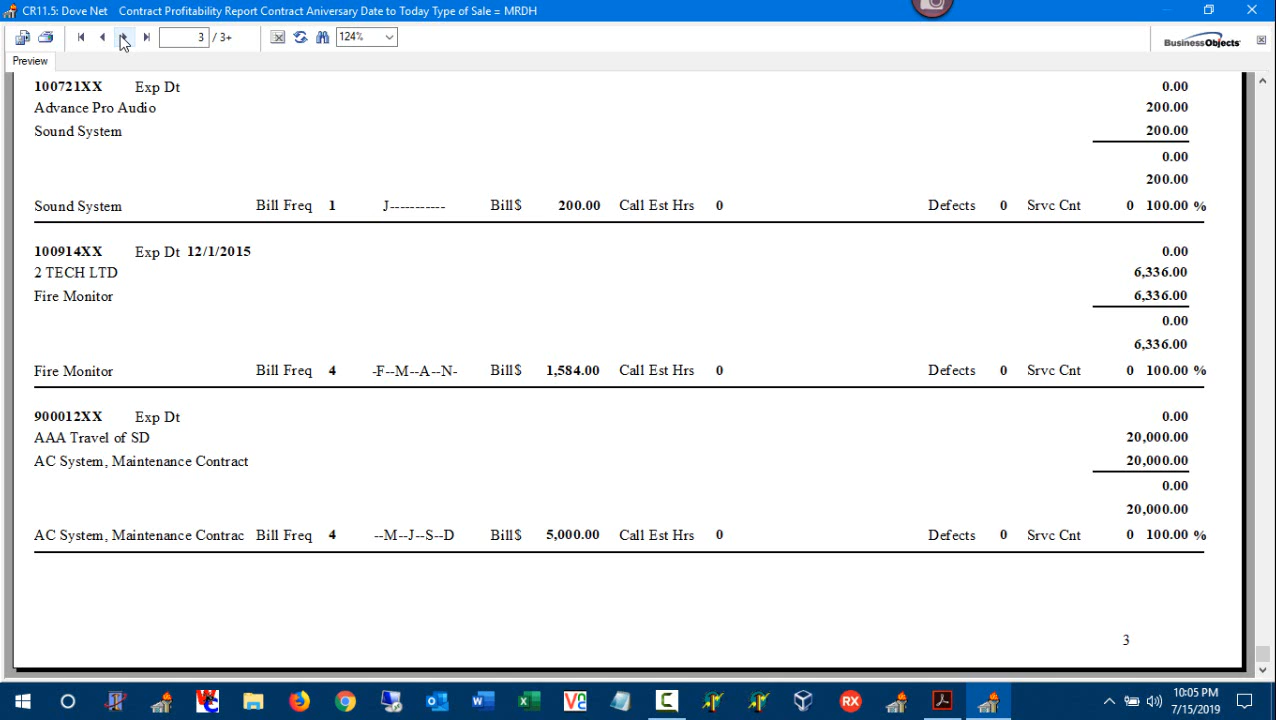 CR11.5: Dove Net    Contract Profitability Report Contract Aniversary Date to Today Type of Sale = MRDH
3 / 3+ 124% BusinessObjects
Preview
100721XX Exp Dt 0.00
Advance Pro Audio 200.00
Sound System 200.00
0.00
200.00
Sound System Bill Freq 1 J----------- Bill$ 200.00 Call Est Hrs 0 Defects 0 Srvc Cnt 0 100.00 %
100914XX Exp Dt 12/1/2015 0.00
2 TECH LTD 6,336.00
Fire Monitor 6,336.00
0.00
6,336.00
Fire Monitor Bill Freq 4 -F--M--A--N- Bill$ 1,584.00 Call Est Hrs 0 Defects 0 Srvc Cnt 0 100.00 %
900012XX Exp Dt 0.00
AAA Travel of SD 20,000.00
AC System, Maintenance Contract 20,000.00
0.00
20,000.00
AC System, Maintenance Contrac Bill Freq 4 --M--J--S--D Bill$ 5,000.00 Call Est Hrs 0 Defects 0 Srvc Cnt 0 100.00 %
3
10:05 PM
7/15/2019